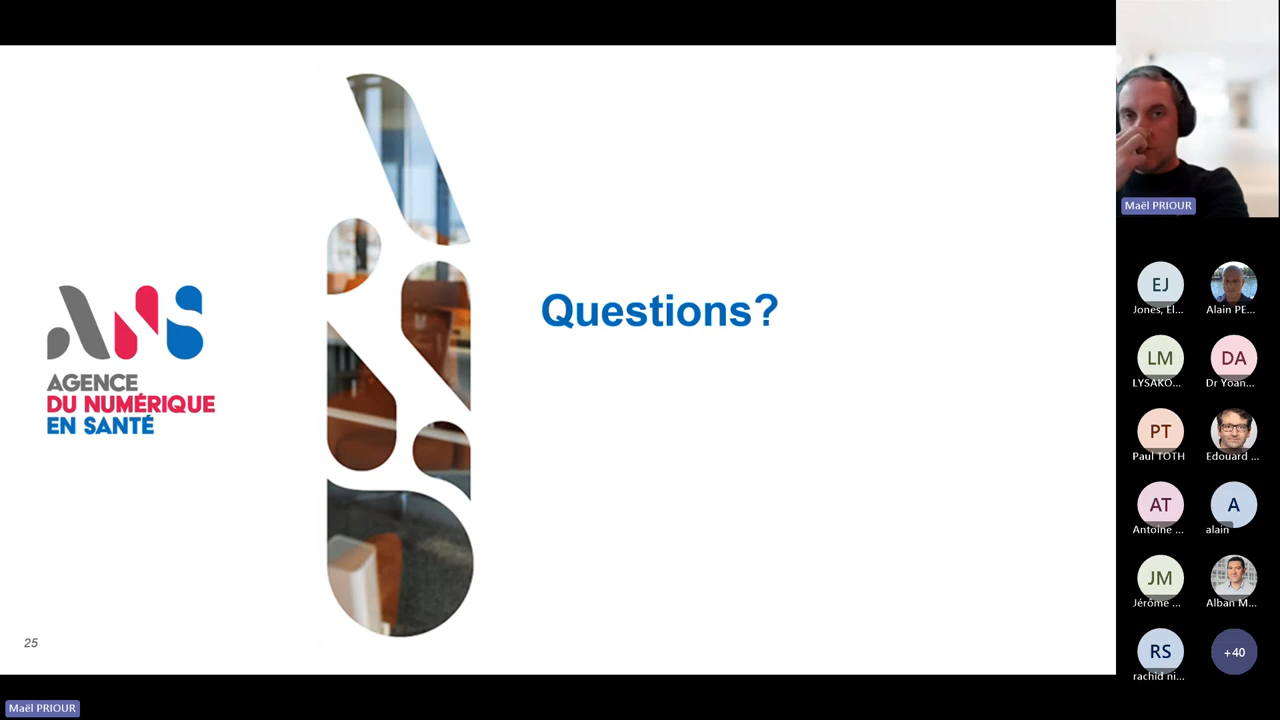 AGENCE
DU NUMÉRIQUE
EN SANTÉ
Questions?
25
Maël PRIOUR
EJ
Jones, El...
Alain PE...
LM
LYSAKO...
DA
Dr Yoan...
PT
Paul TOTH
Edouard ...
AT
Antoine ...
A
alain
JM
Jérôme ...
Alban M...
RS
rachid ni...
+40
Maël PRIOUR
ANS